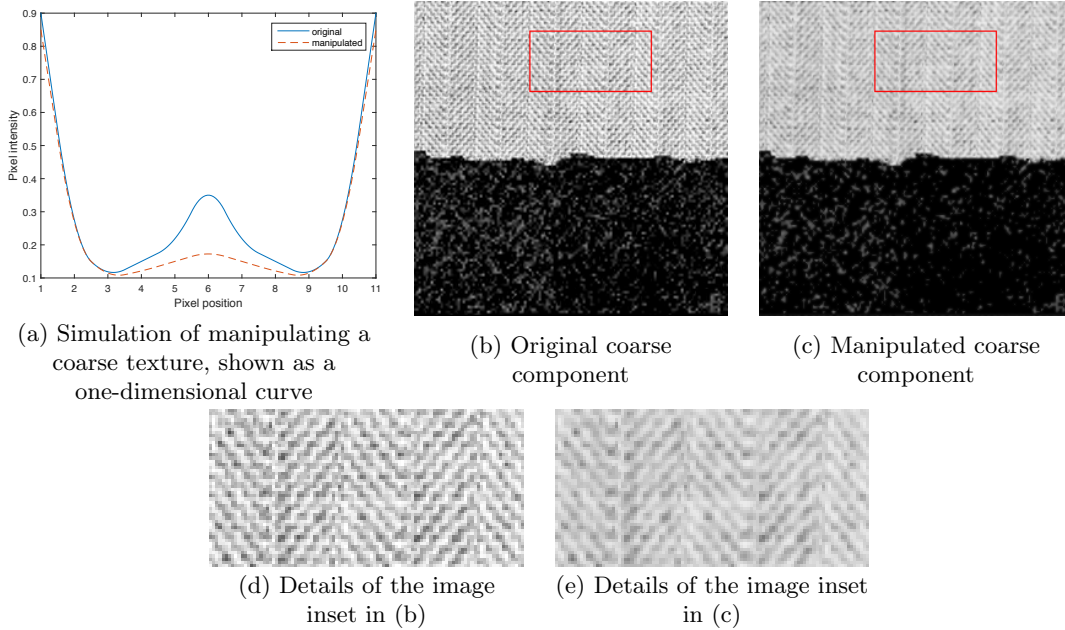 0.9
0.8
0.7
0.6
0.5
0.4
0.3
0.2
0.1
Pixel intensity
original
manipulated
1 2 3 4 5 6 7 8 9 10 11
Pixel position
(a) Simulation of manipulating a
coarse texture, shown as a
one-dimensional curve
(b) Original coarse
component
(c) Manipulated coarse
component
(d) Details of the image
inset in (b)
(e) Details of the image inset
in (c)